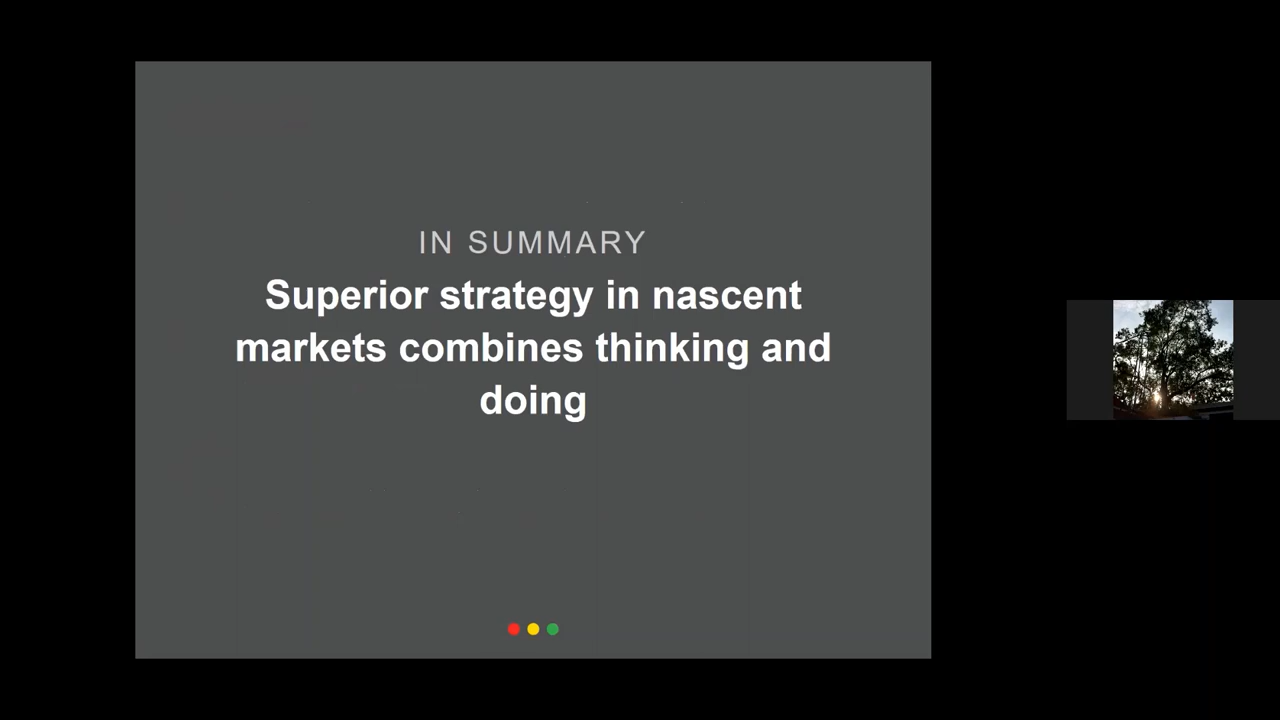 IN SUMMARY
Superior strategy in nascent
markets combines thinking and
doing